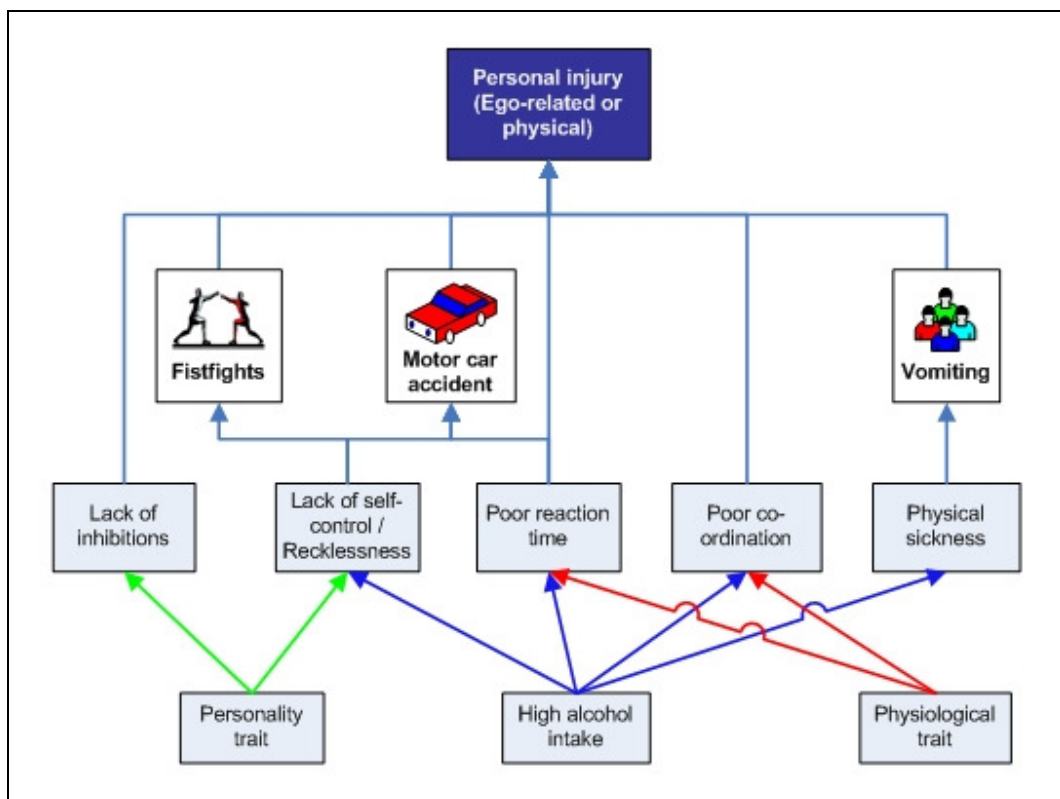 Personal injury
(Ego-related or
physical)
Fistfights
Motor car
accident
Vomiting
Lack of
inhibitions
Lack of self-
control /
Recklessness
Poor reaction
time
Poor co-
ordination
Physical
sickness
Personality
trait
High alcohol
intake
Physiological
trait